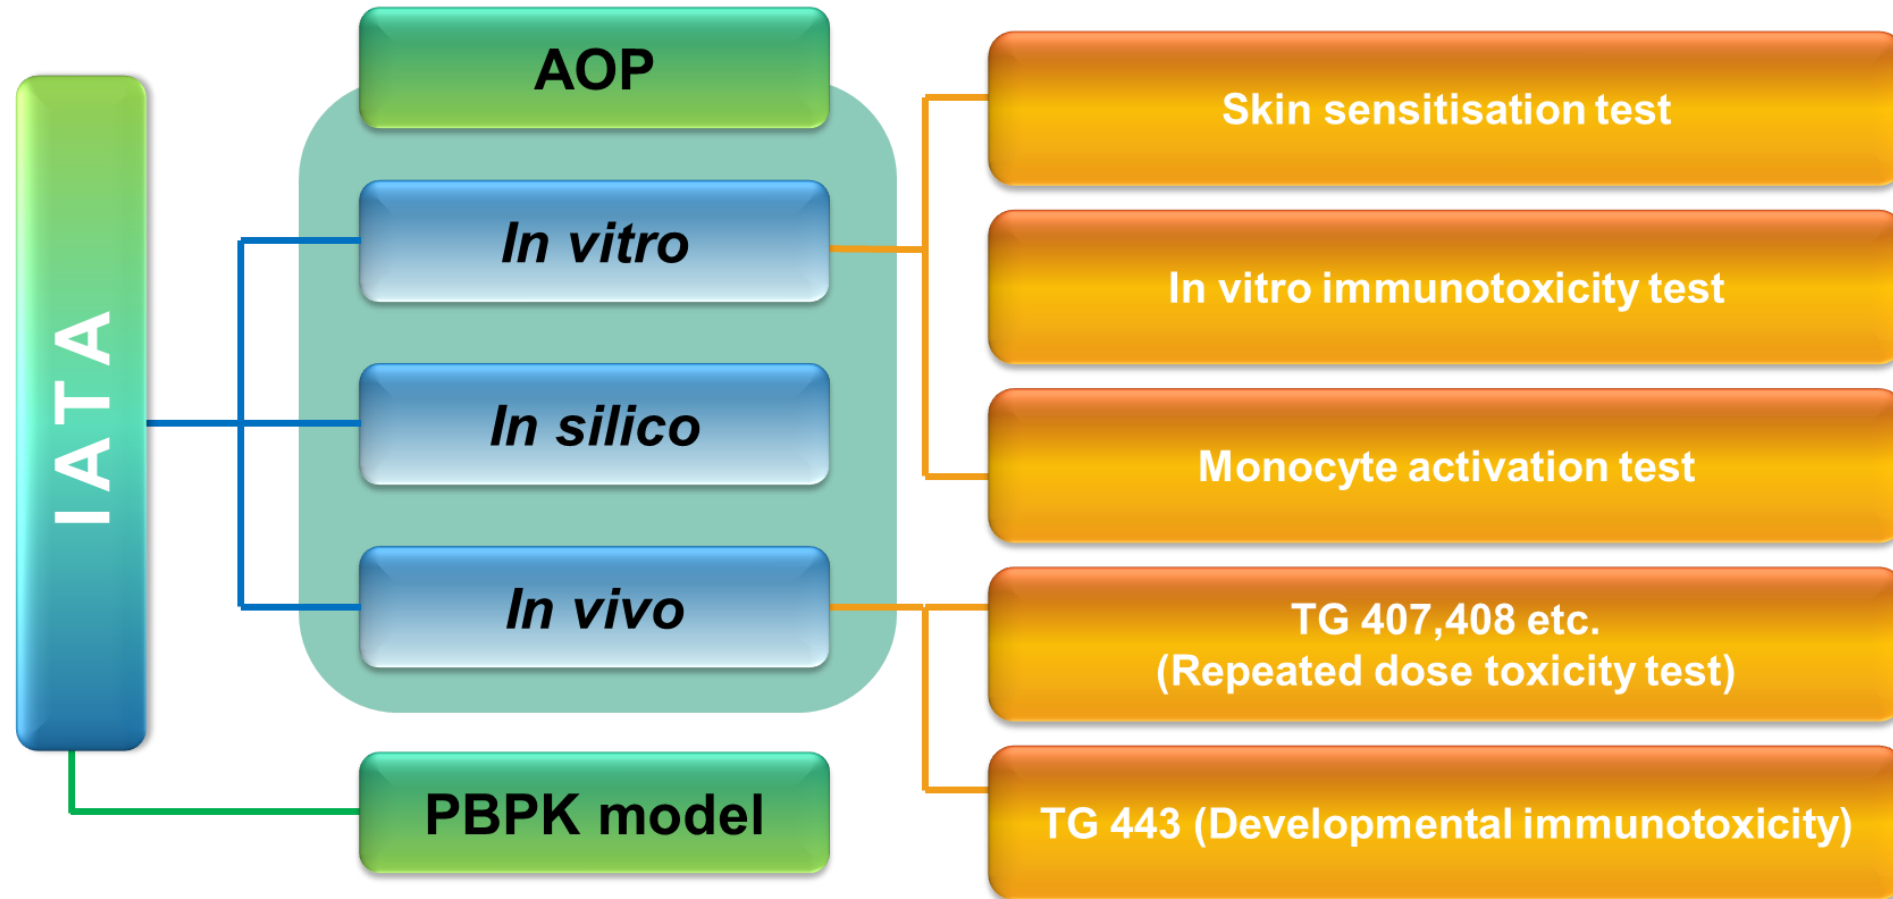 IATA
AOP
In vitro
In silico
In vivo
PBPK model
Skin sensitisation test
In vitro immunotoxicity test
Monocyte activation test
TG 407,408 etc.
(Repeated dose toxicity test)
TG 443 (Developmental immunotoxicity)